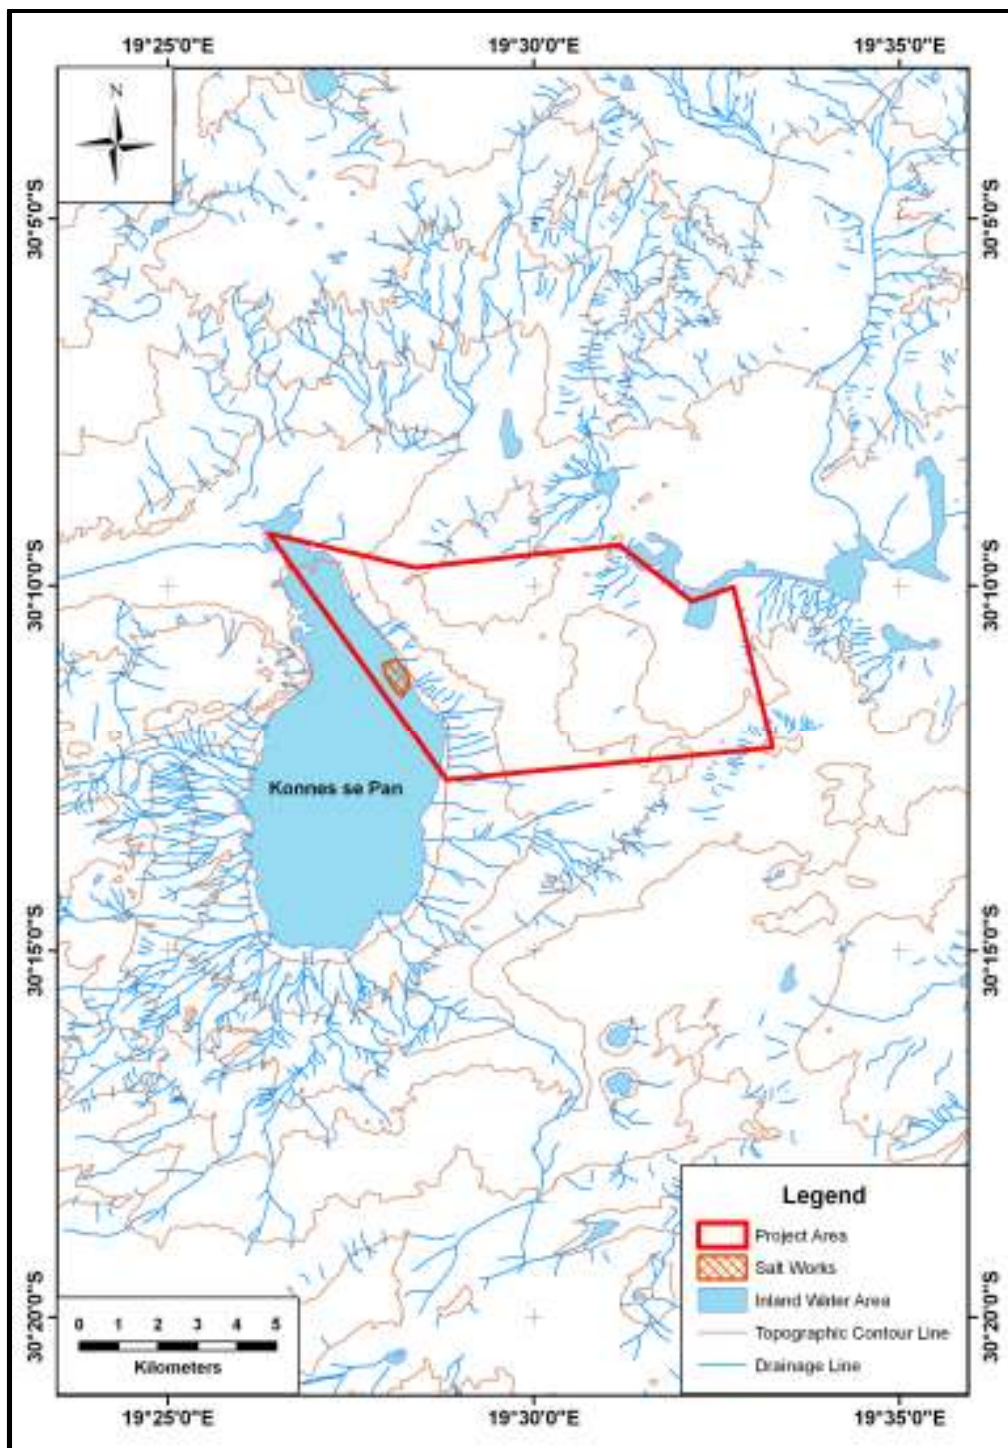 19°25'0"E 19°30'0"E 19°35'0"E
N
30°5'0"S 30°5'0"S
30°10'0"S 30°10'0"S
Konnes se Pan
30°15'0"S 30°15'0"S
Legend
Project Area
Salt Works
Inland Water Area
Topographic Contour Line
Drainage Line
30°20'0"S 30°20'0"S
0 1 2 3 4 5
Kilometers
19°25'0"E 19°30'0"E 19°35'0"E